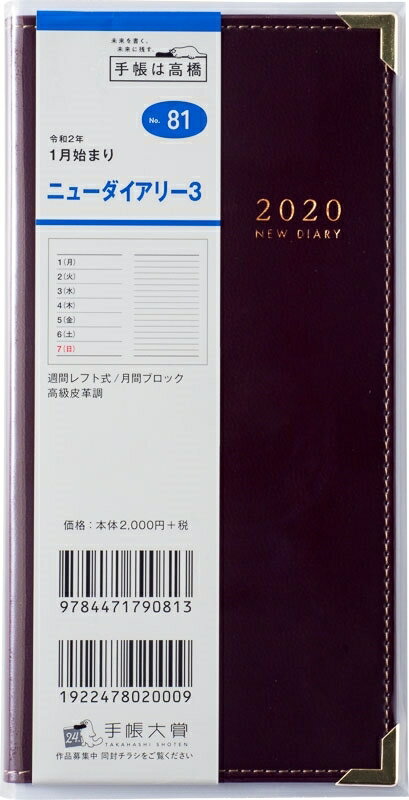 未来を書く、
未来に残す。
手帳は高橋
No. 81
令和2年
1月始まり
ニューダイアリー3
2020
NEW DIARY
1(月)
2(火)
3(水)
4(木)
5(金)
6(土)
7(日)
週間レフト式/月間ブロック
高級皮革調
価格:本体2,000円+税
9784471790813
1922478020009
24th
手帳大賞
TAKAHASHI SHOTEN
作品募集中 同封チラシをご覧ください